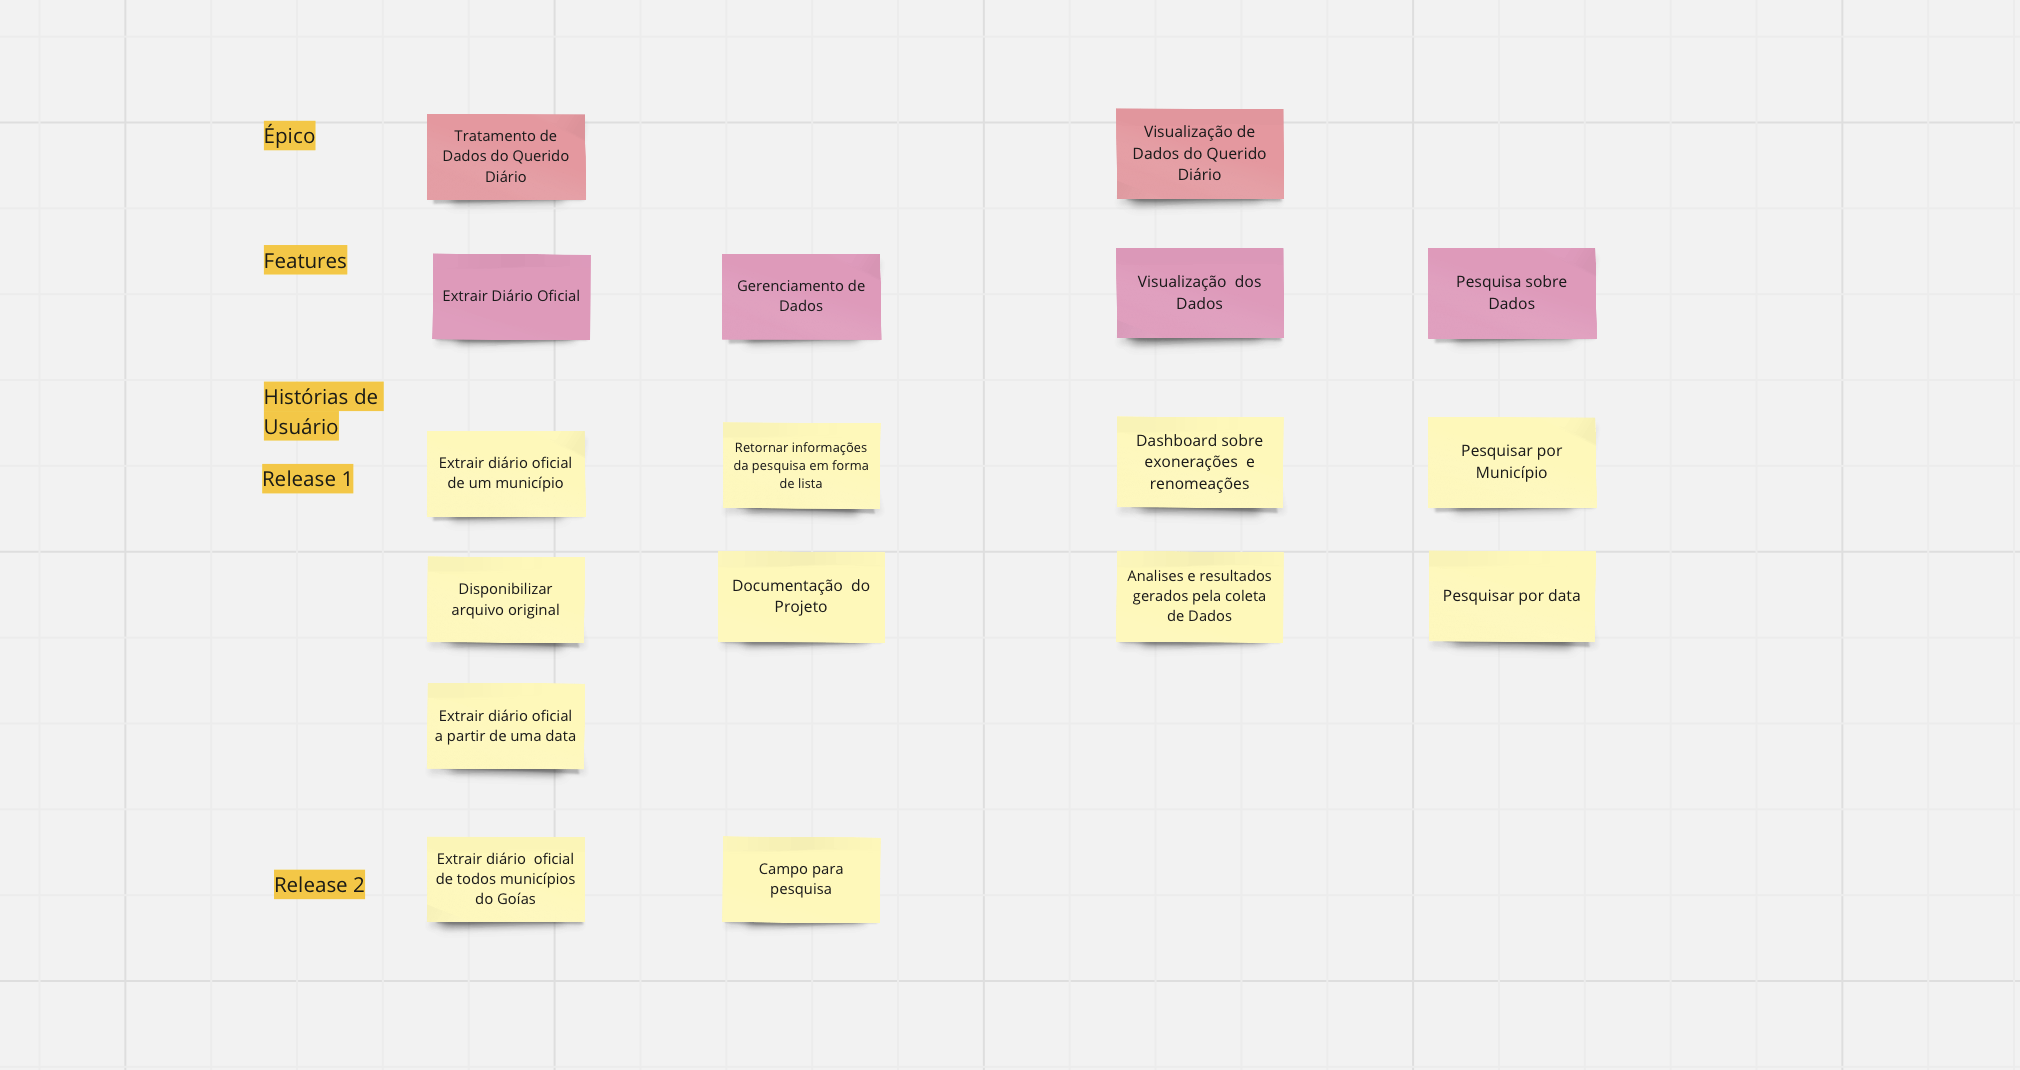 Épico
Tratamento de
Dados do Querido
Diário
Visualização de
Dados do Querido
Diário
Features
Extrair Diário Oficial
Gerenciamento de
Dados
Visualização dos
Dados
Pesquisa sobre
Dados
Histórias de
Usuário
Release 1
Extrair diário oficial
de um município
Retornar informações
da pesquisa em forma
de lista
Dashboard sobre
exonerações e
renomeações
Pesquisar por
Município
Disponibilizar
arquivo original
Documentação do
Projeto
Analises e resultados
gerados pela coleta
de Dados
Pesquisar por data
Extrair diário oficial
a partir de uma data
Release 2
Extrair diário oficial
de todos municípios
do Goías
Campo para
pesquisa